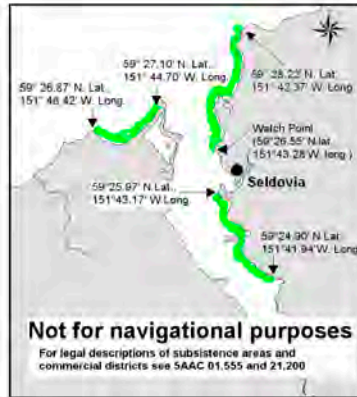 59° 27.10' N. Lat.,
151° 44.70' W. Long.
59° 26.87' N. Lat.,
151° 46.42' W. Long.
59° 28.22' N. Lat.,
151° 42.37' W. Long.
Watch Point
(59°26.55' N.lat.
151°43.28 W. long.)
Seldovia
59°25.97' N. Lat.,
151°43.17' W.Long.
59°24.90' N. Lat.,
151°41.94' W.Long.
Not for navigational purposes
For legal descriptions of subsistence areas and
commercial districts see 5AAC 01.555 and 21.200